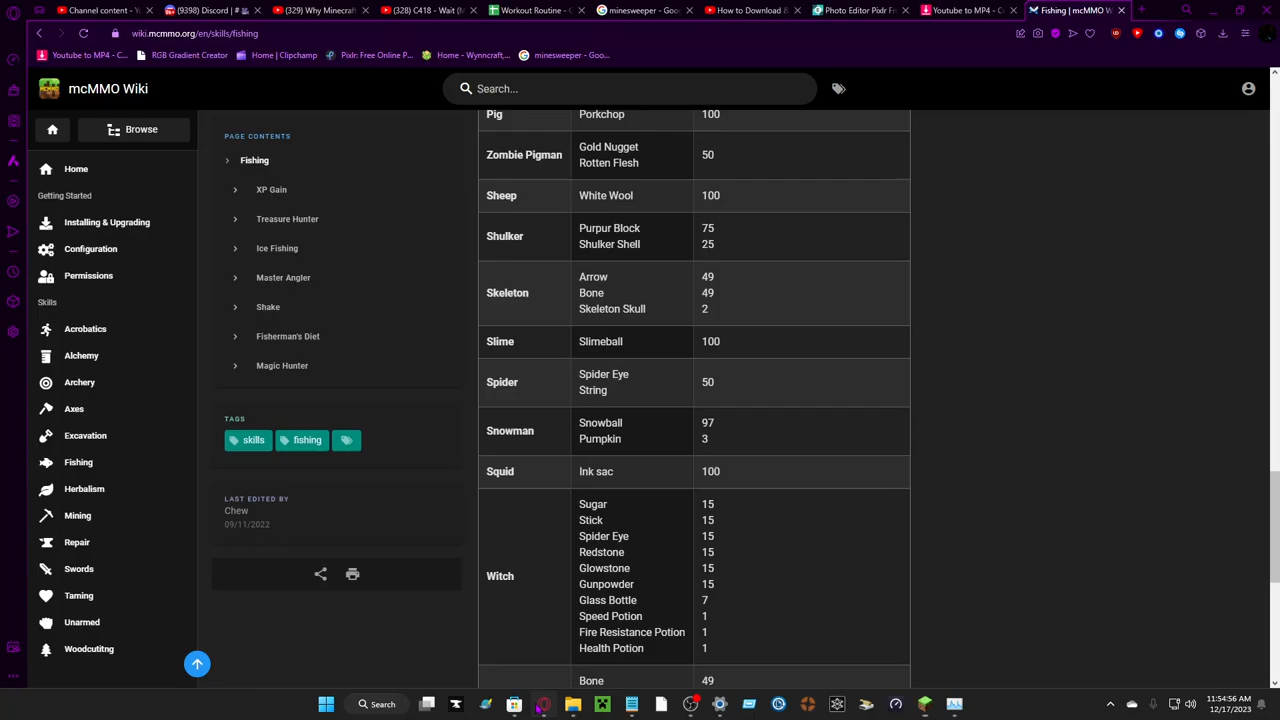 Channel content - Y
(9398) Discord | #
(329) Why Minecraft
(328) C418 - Wait (M
Workout Routine - G
minesweeper - Goo
How to Download &
Photo Editor Pixlr Fr
Youtube to MP4 - C
Fishing | mcMMO W
wiki.mcmmo.org/en/skills/fishing
Youtube to MP4 - C...
RGB Gradient Creator
Home | Clipchamp
Pixlr: Free Online P...
Home - Wynncraft,...
minesweeper - Goo...
mcMMO Wiki
Search...
Browse
Home
Getting Started
Installing & Upgrading
Configuration
Permissions
Skills
Acrobatics
Alchemy
Archery
Axes
Excavation
Fishing
Herbalism
Mining
Repair
Swords
Taming
Unarmed
Woodcutitng
PAGE CONTENTS
Fishing
XP Gain
Treasure Hunter
Ice Fishing
Master Angler
Shake
Fisherman's Diet
Magic Hunter
TAGS
skills
fishing
LAST EDITED BY
Chew
09/11/2022
Pig Porkchop 100
Zombie Pigman Gold Nugget 50
Rotten Flesh
Sheep White Wool 100
Shulker Purpur Block 75
Shulker Shell 25
Skeleton Arrow 49
Bone 49
Skeleton Skull 2
Slime Slimeball 100
Spider Spider Eye 50
String
Snowman Snowball 97
Pumpkin 3
Squid Ink sac 100
Witch Sugar 15
Stick 15
Spider Eye 15
Redstone 15
Glowstone 15
Gunpowder 15
Glass Bottle 7
Speed Potion 1
Fire Resistance Potion 1
Health Potion 1
Bone 49
Search
11:54:56 AM
12/17/2023